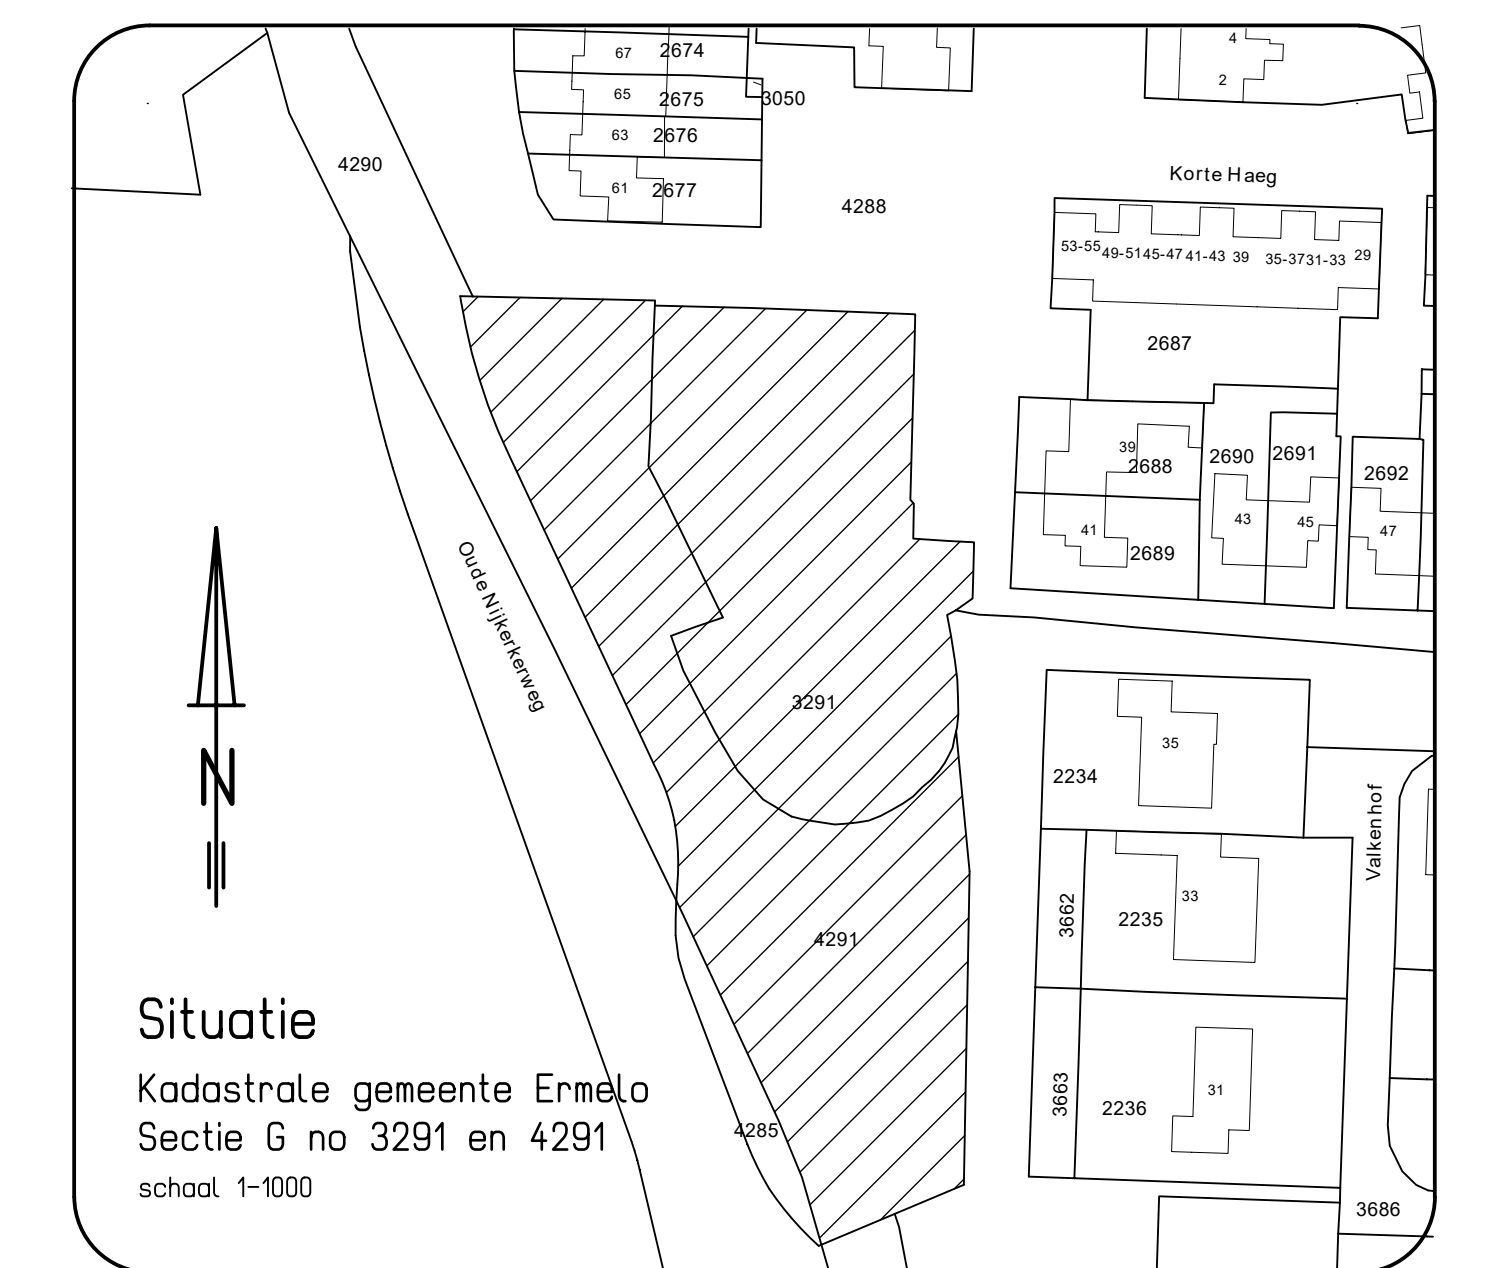 4
67 2674
2
65 2675 3050
63 2676
4290
Korte Haeg
61 2677
4288
53-55 49-51 45-47 41-43 39 35-37 31-33 29
2687
39 2688
2690
2691
2692
43
45
47
41 2689
Oude Nijkerkerweg
3291
35
2234
N
Valkenhof
33
3662
2235
4291
Situatie
Kadastrale gemeente Ermelo
Sectie G no 3291 en 4291
schaal 1-1000
31
3663
2236
4285
3686